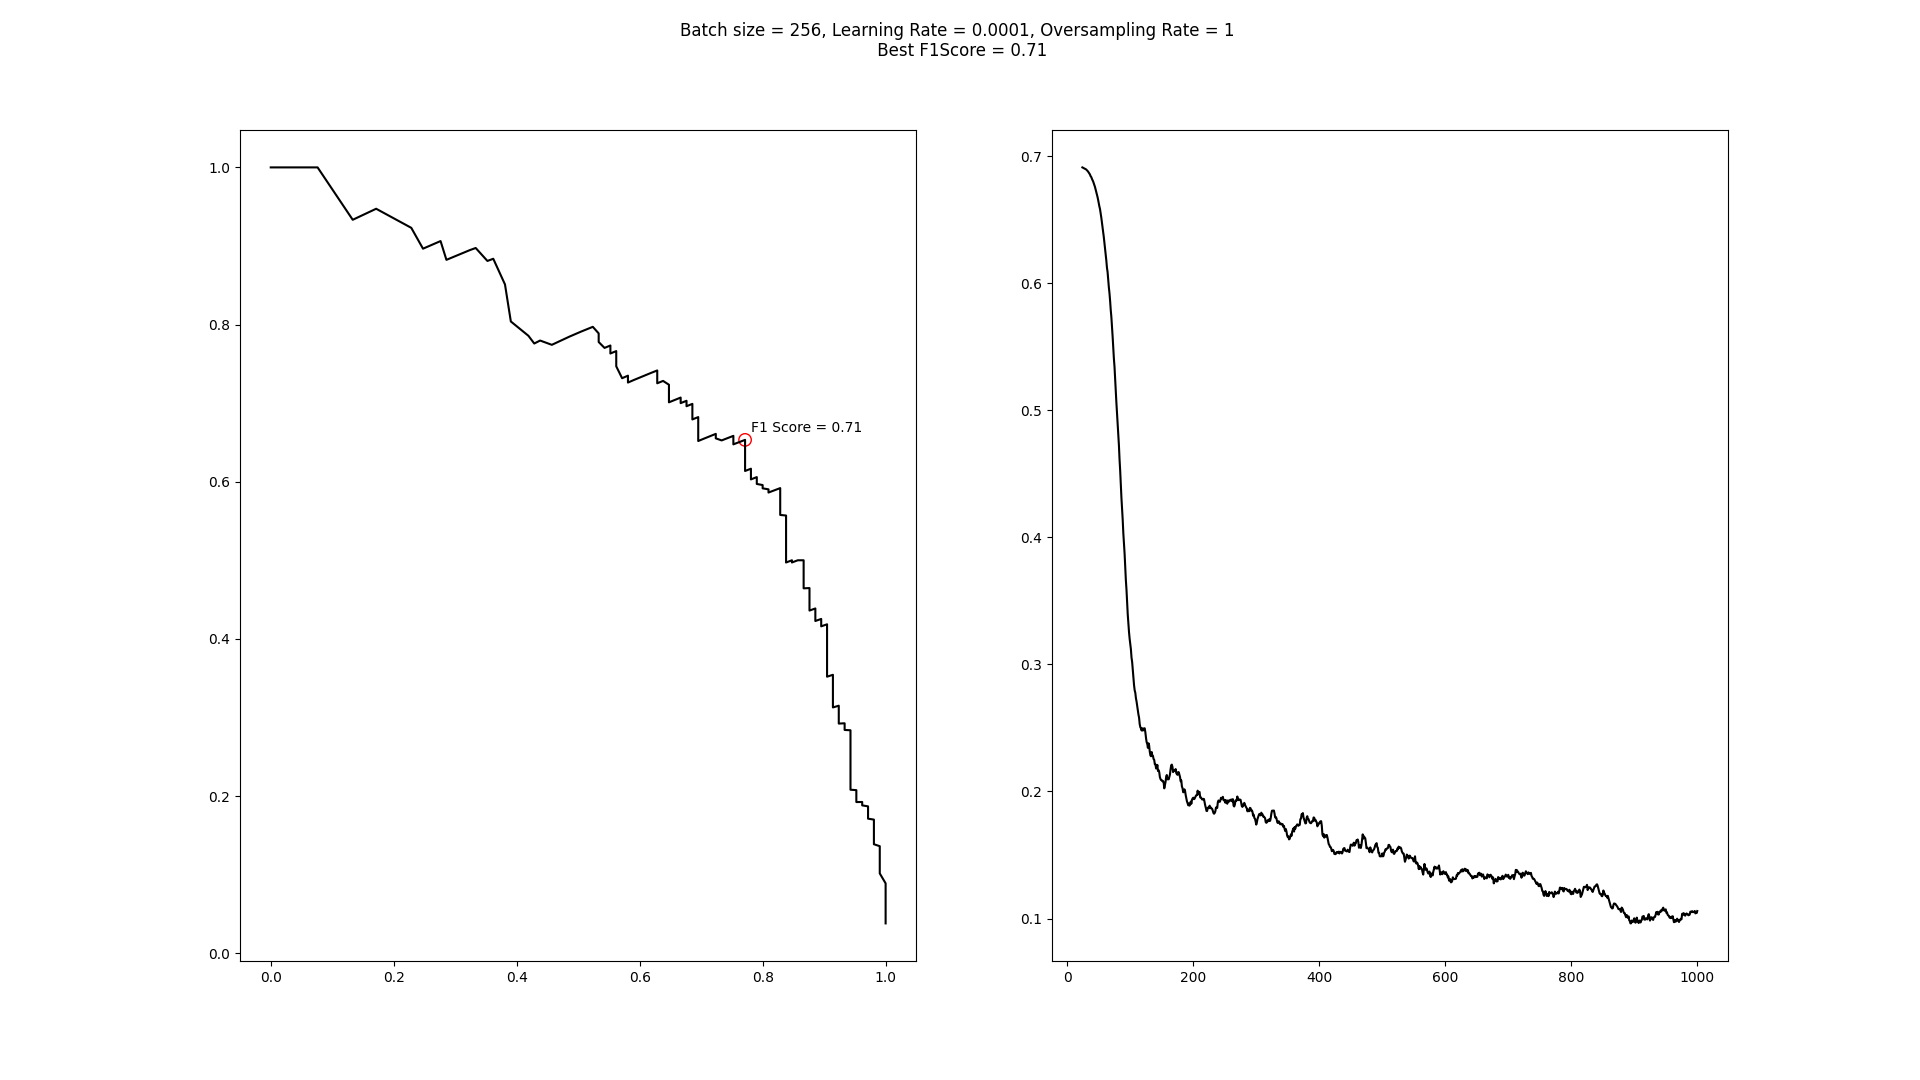 Batch size = 256, Learning Rate = 0.0001, Oversampling Rate = 1
Best F1Score = 0.71
1.0
0.8
0.6
0.4
0.2
0.0
F1 Score = 0.71
0.0 0.2 0.4 0.6 0.8 1.0
0.7
0.6
0.5
0.4
0.3
0.2
0.1
0 200 400 600 800 1000